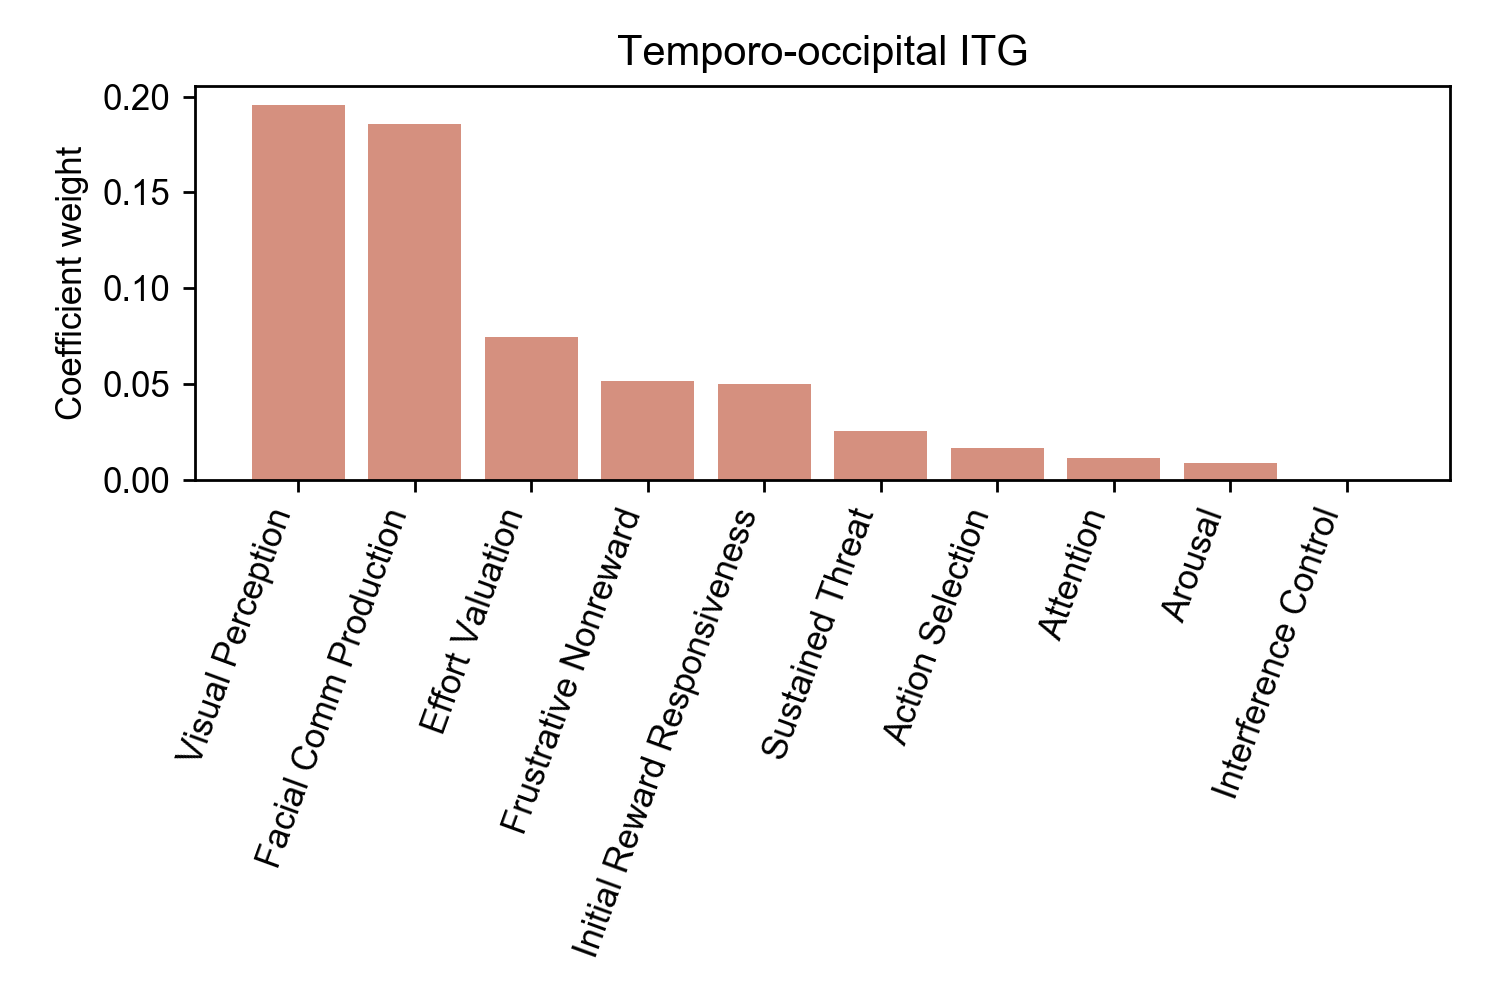 Temporo-occipital ITG
Coefficient weight
0.20
0.15
0.10
0.05
0.00
Visual Perception
Facial Comm Production
Effort Valuation
Frustrative Nonreward
Initial Reward Responsiveness
Sustained Threat
Action Selection
Attention
Arousal
Interference Control